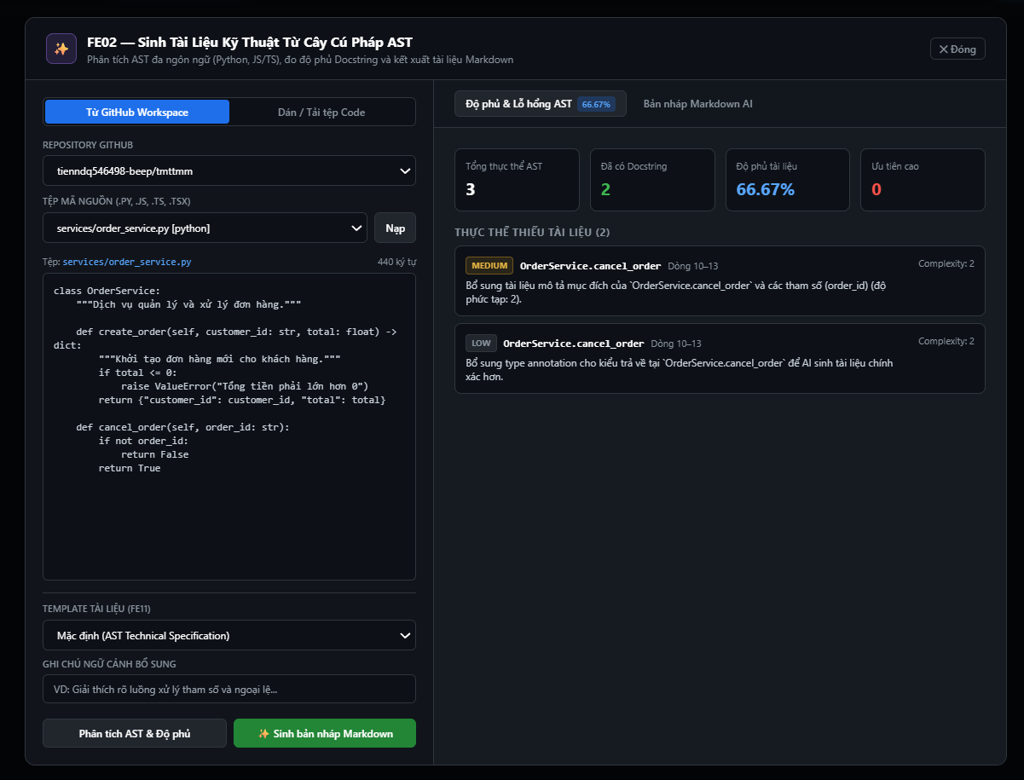 FE02 — Sinh Tài Liệu Kỹ Thuật Từ Cây Cú Pháp AST
Phân tích AST đa ngôn ngữ (Python, JS/TS), đo độ phủ Docstring và kết xuất tài liệu Markdown
✕ Đóng
Từ GitHub Workspace
Dán / Tải tệp Code
REPOSITORY GITHUB
tienndq546498-beep/tmttmm
TỆP MÃ NGUỒN (.PY, .JS, .TS, .TSX)
services/order_service.py [python]
Nạp
Tệp: services/order_service.py
440 ký tự
class OrderService:
    """Dịch vụ quản lý và xử lý đơn hàng."""
    def create_order(self, customer_id: str, total: float) ->
dict:
        """Khởi tạo đơn hàng mới cho khách hàng."""
        if total <= 0:
            raise ValueError("Tổng tiền phải lớn hơn 0")
        return {"customer_id": customer_id, "total": total}
    def cancel_order(self, order_id: str):
        if not order_id:
            return False
        return True
TEMPLATE TÀI LIỆU (FE11)
Mặc định (AST Technical Specification)
GHI CHÚ NGỮ CẢNH BỔ SUNG
VD: Giải thích rõ luồng xử lý tham số và ngoại lệ...
Phân tích AST & Độ phủ
✨ Sinh bản nháp Markdown
Độ phủ & Lỗ hổng AST 66.67%
Bản nháp Markdown AI
Tổng thực thể AST
3
Đã có Docstring
2
Độ phủ tài liệu
66.67%
Ưu tiên cao
0
THỰC THỂ THIẾU TÀI LIỆU (2)
MEDIUM OrderService.cancel_order Dòng 10–13
Complexity: 2
Bổ sung tài liệu mô tả mục đích của `OrderService.cancel_order` và các tham số (order_id) (độ
phức tạp: 2).
LOW OrderService.cancel_order Dòng 10–13
Complexity: 2
Bổ sung type annotation cho kiểu trả về tại `OrderService.cancel_order` để AI sinh tài liệu chính
xác hơn.